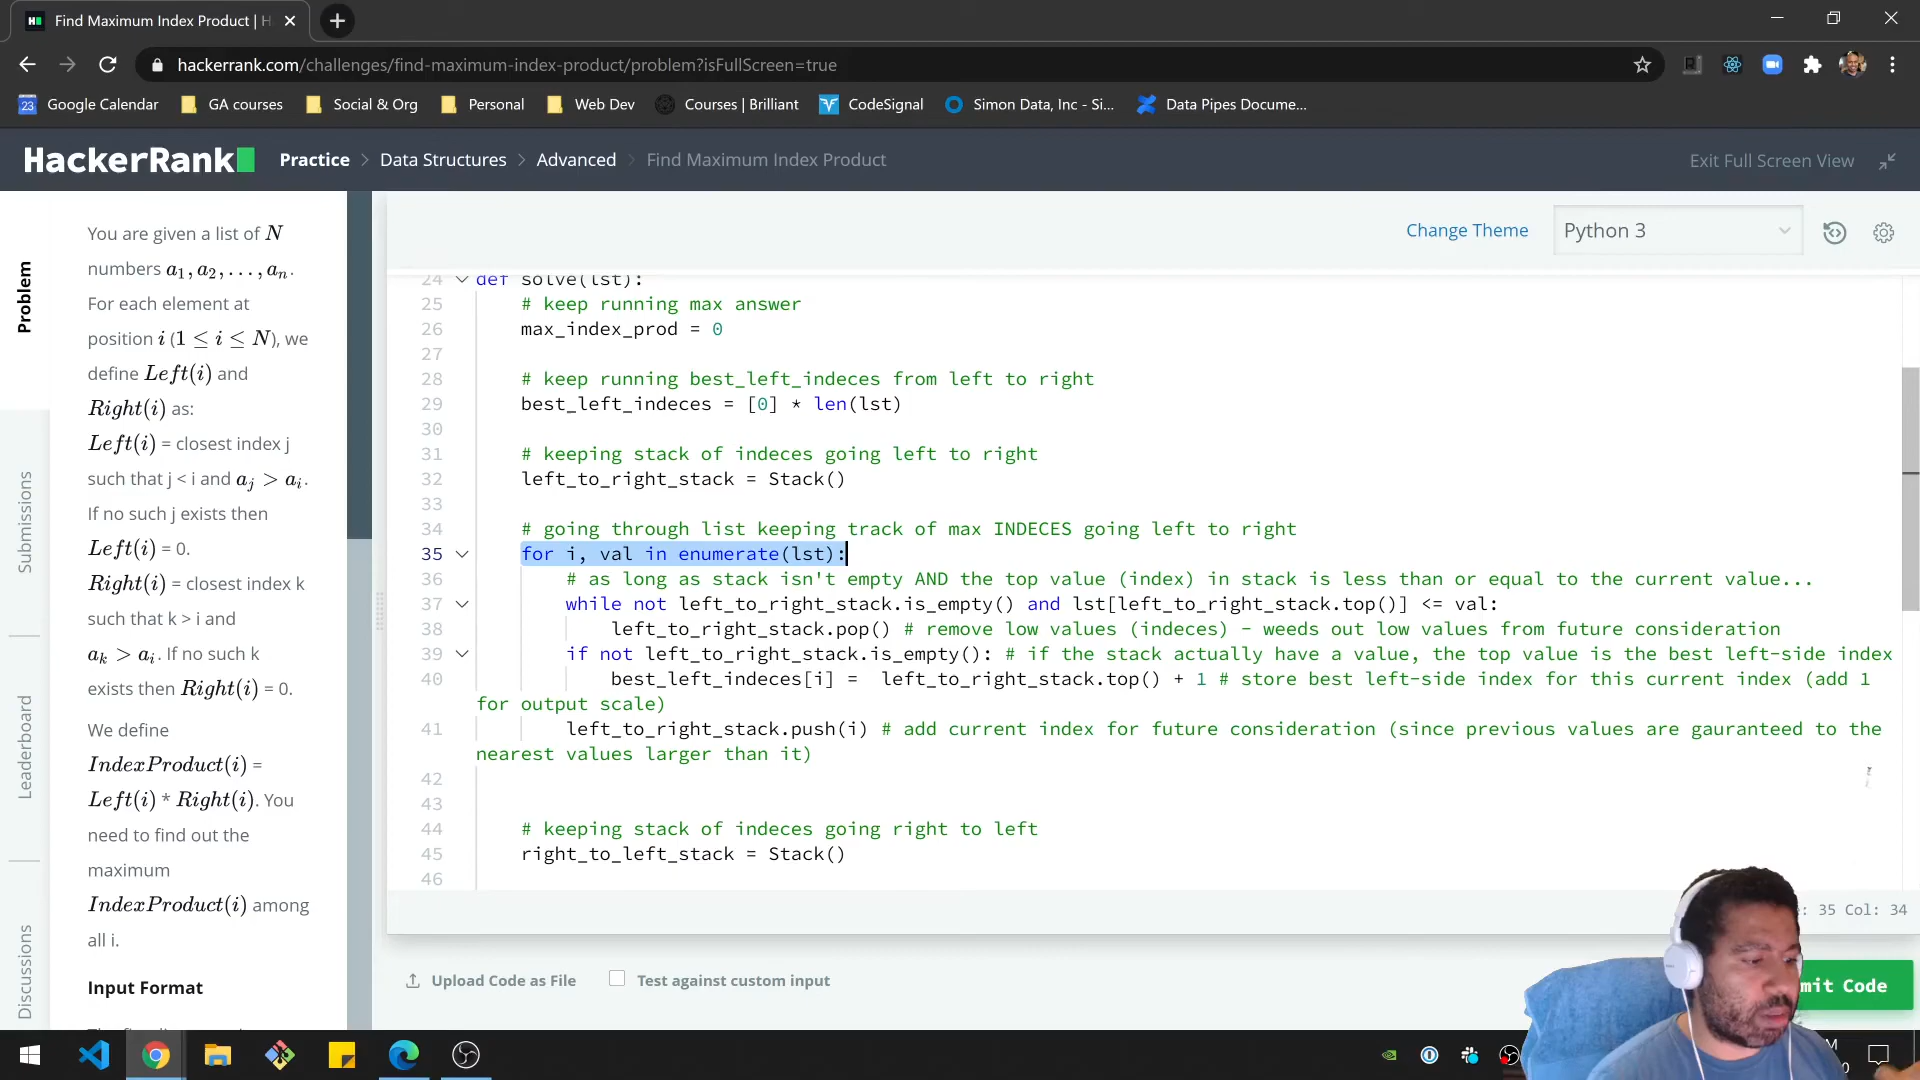 Find Maximum Index Product | H
hackerrank.com/challenges/find-maximum-index-product/problem?isFullScreen=true
23 Google Calendar GA courses Social & Org Personal Web Dev Courses | Brilliant CodeSignal Simon Data, Inc - Si... Data Pipes Docume...
HackerRank Practice > Data Structures > Advanced > Find Maximum Index Product Exit Full Screen View
Problem
Submissions
Leaderboard
Discussions
You are given a list of N
numbers a1, a2, . . . , an.
For each element at
position i (1 ≤ i ≤ N), we
define Left(i) and
Right(i) as:
Left(i) = closest index j
such that j < i and aj > ai.
If no such j exists then
Left(i) = 0.
Right(i) = closest index k
such that k > i and
ak > ai. If no such k
exists then Right(i) = 0.
We define
IndexProduct(i) =
Left(i) * Right(i). You
need to find out the
maximum
IndexProduct(i) among
all i.
Input Format
Change Theme Python 3
24 def solve(lst):
25 # keep running max answer
26 max_index_prod = 0
27
28 # keep running best_left_indeces from left to right
29 best_left_indeces = [0] * len(lst)
30
31 # keeping stack of indeces going left to right
32 left_to_right_stack = Stack()
33
34 # going through list keeping track of max INDECES going left to right
35 for i, val in enumerate(lst):
36 # as long as stack isn't empty AND the top value (index) in stack is less than or equal to the current value...
37 while not left_to_right_stack.is_empty() and lst[left_to_right_stack.top()] <= val:
38 left_to_right_stack.pop() # remove low values (indeces) - weeds out low values from future consideration
39 if not left_to_right_stack.is_empty(): # if the stack actually have a value, the top value is the best left-side index
40 best_left_indeces[i] =  left_to_right_stack.top() + 1 # store best left-side index for this current index (add 1
for output scale)
41 left_to_right_stack.push(i) # add current index for future consideration (since previous values are gauranteed to the
nearest values larger than it)
42
43
44 # keeping stack of indeces going right to left
45 right_to_left_stack = Stack()
46
: 35 Col: 34
Upload Code as File Test against custom input mit Code